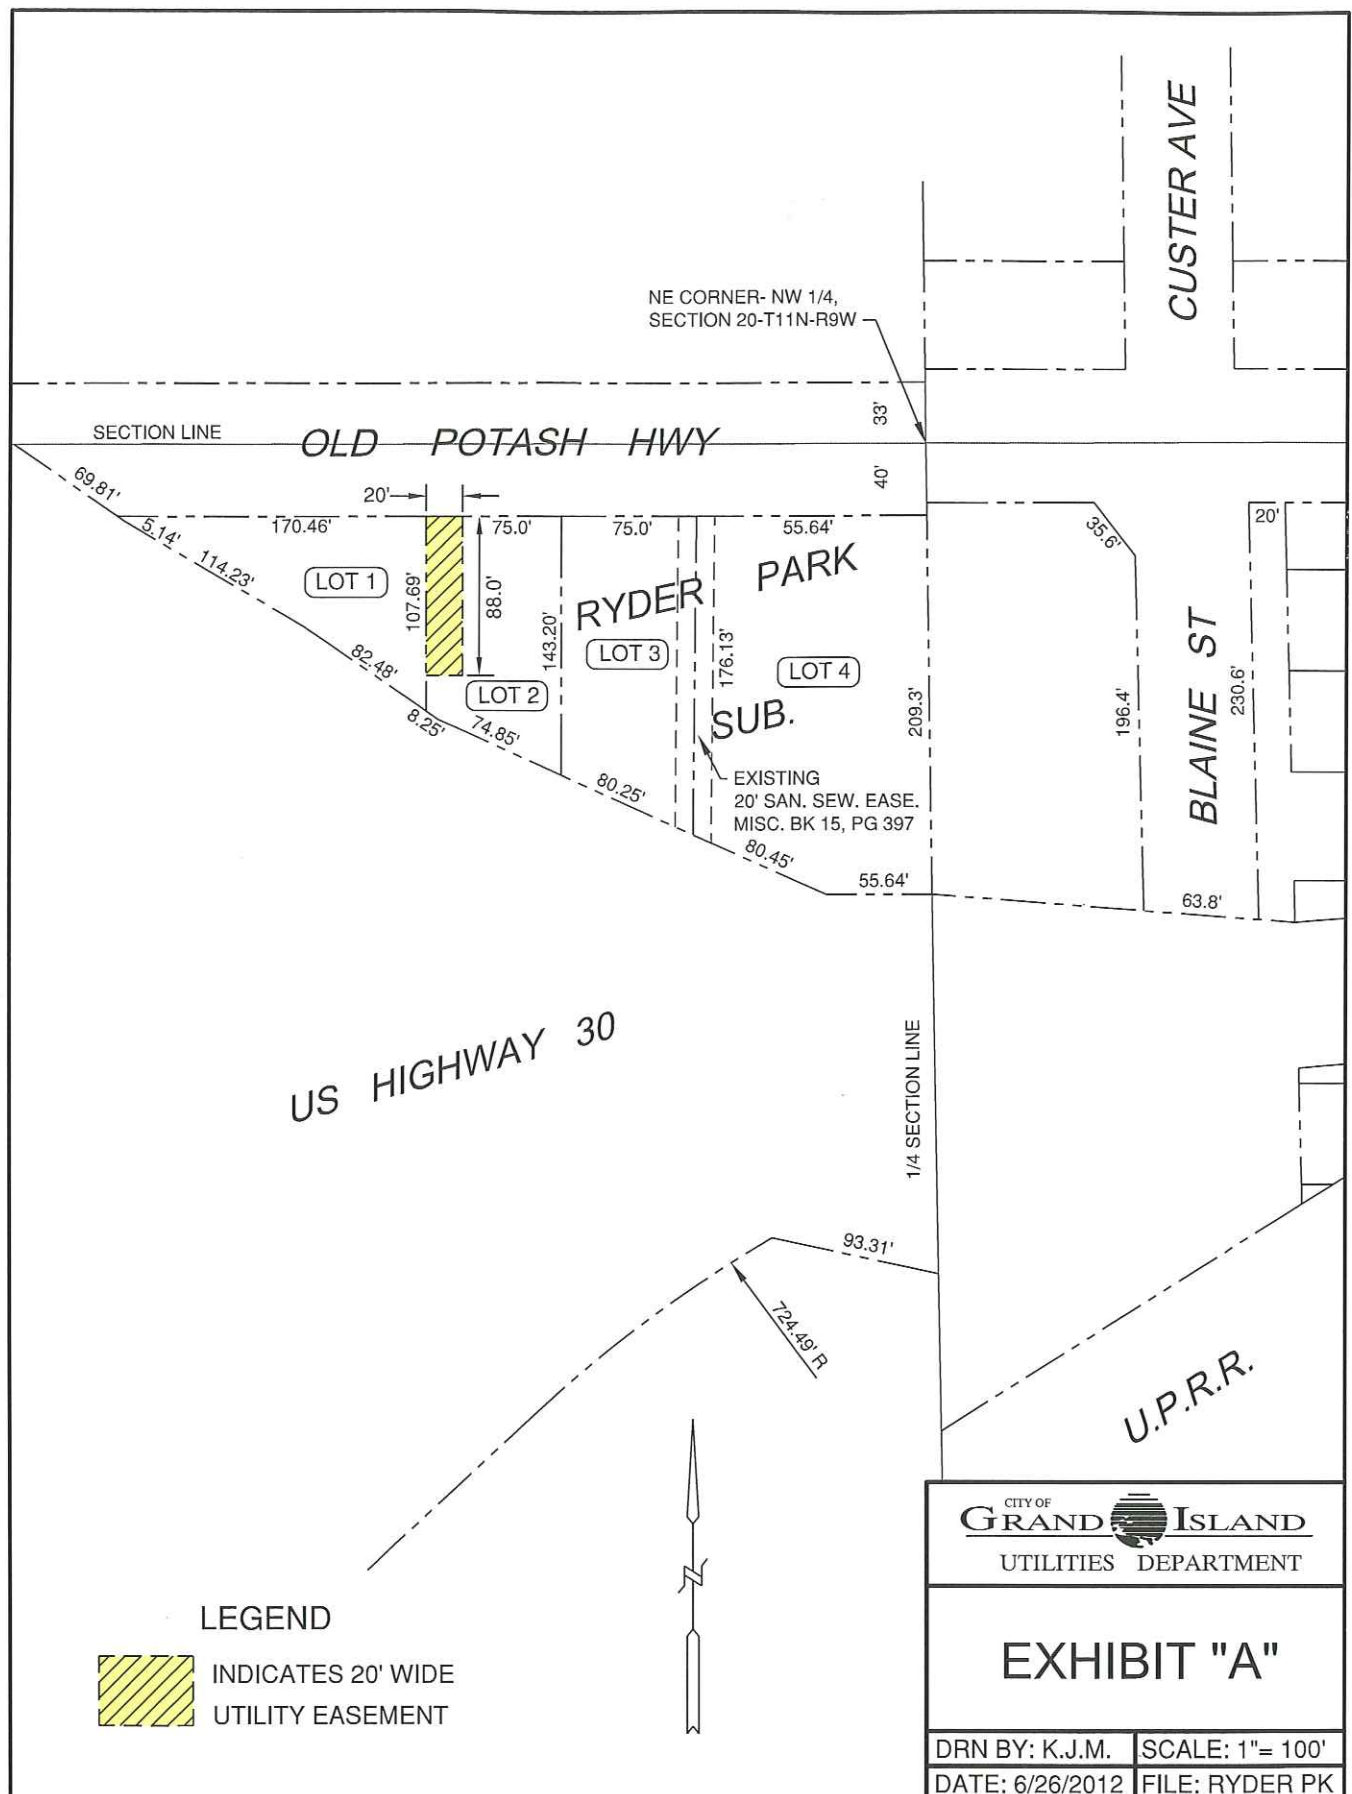 CUSTER AVE
NE CORNER- NW 1/4,
SECTION 20-T11N-R9W
33'
SECTION LINE
OLD POTASH HWY
40'
69.81'
20'
5.14'
170.46'
75.0'
75.0'
55.64'
35.6'
20'
114.23'
LOT 1
107.69'
88.0'
143.20'
RYDER PARK
LOT 3
176.13'
LOT 4
82.48'
LOT 2
8.25'
74.85'
SUB.
209.3'
196.4'
BLAINE ST
230.6'
80.25'
EXISTING
20' SAN. SEW. EASE.
MISC. BK 15, PG 397
80.45'
55.64'
63.8'
US HIGHWAY 30
1/4 SECTION LINE
93.31'
724.49' R
U.P.R.R.
N
LEGEND
INDICATES 20' WIDE
UTILITY EASEMENT
CITY OF
GRAND ISLAND
UTILITIES DEPARTMENT
EXHIBIT "A"
DRN BY: K.J.M.
SCALE: 1"= 100'
DATE: 6/26/2012
FILE: RYDER PK